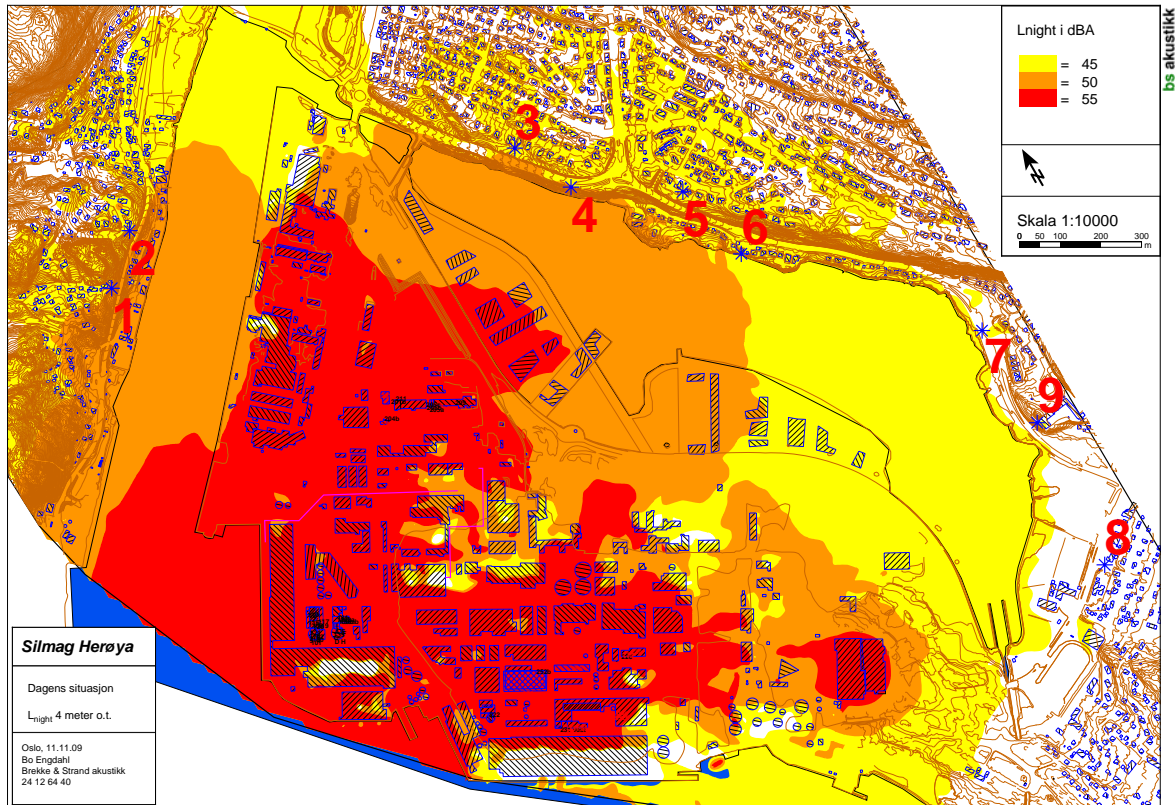 Lnight i dBA
= 45
= 50
= 55
bs akustikk
N
Skala 1:10000
0 50 100 200 300
m
3
4
5
6
2
1
7
9
8
Silmag Herøya
Dagens situasjon
Lnight 4 meter o.t.
Oslo, 11.11.09
Bo Engdahl
Brekke & Strand akustikk
24 12 64 40